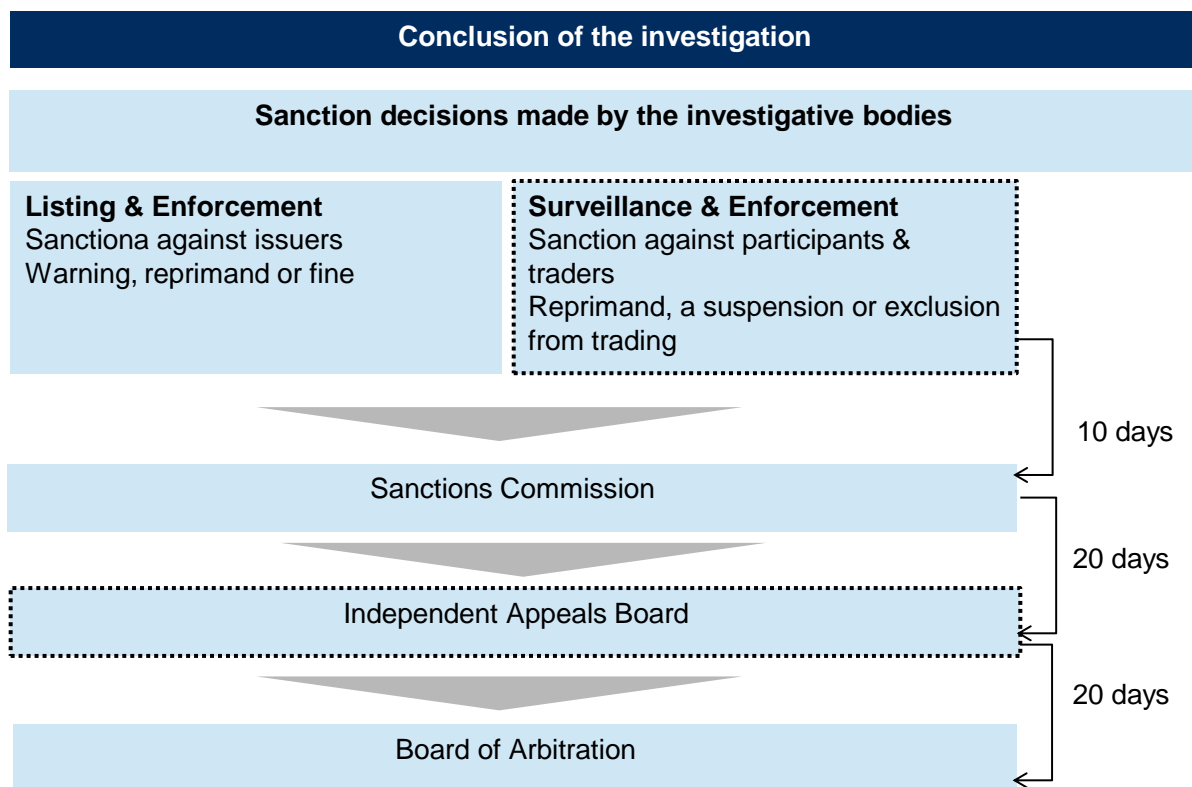 Conclusion of the investigation
Sanction decisions made by the investigative bodies
Listing & Enforcement
Sanctiona against issuers
Warning, reprimand or fine
Surveillance & Enforcement
Sanction against participants &
traders
Reprimand, a suspension or exclusion
from trading
10 days
Sanctions Commission
20 days
Independent Appeals Board
20 days
Board of Arbitration